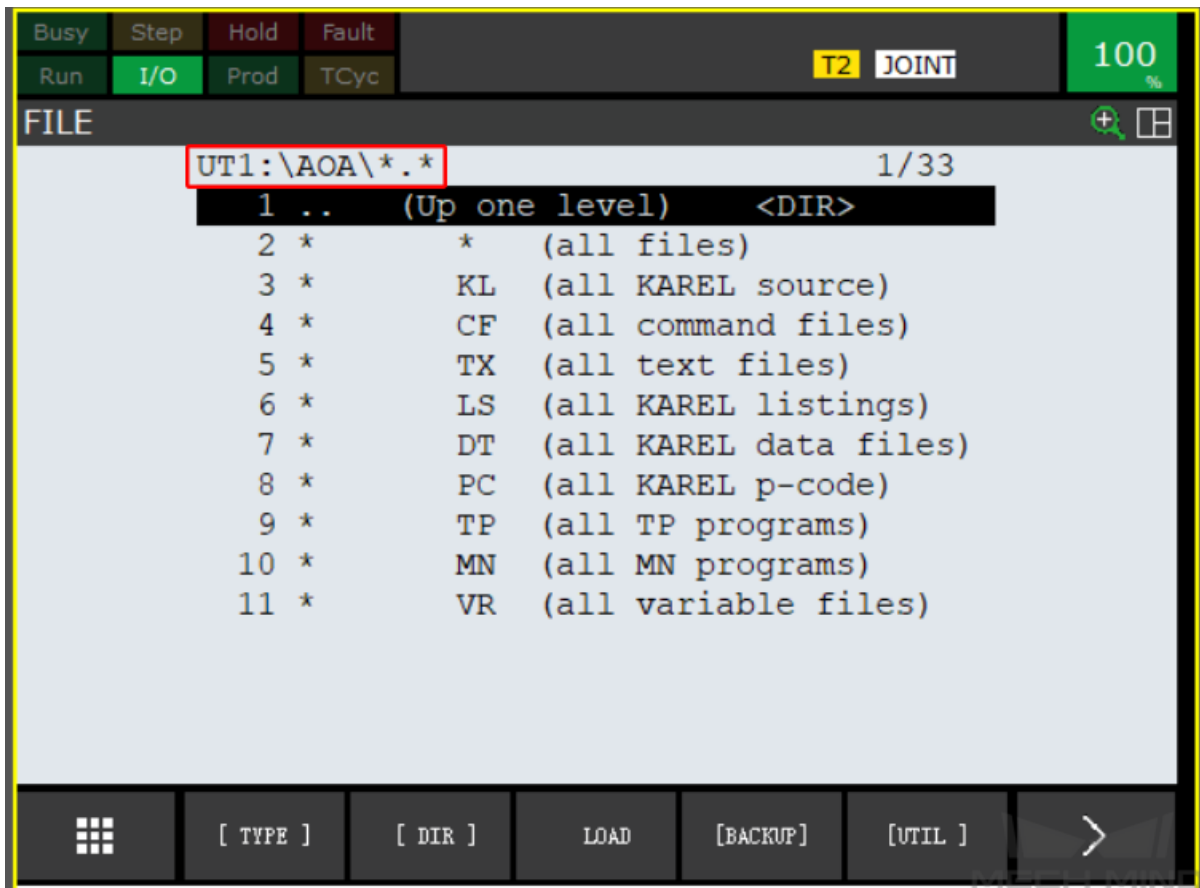 Busy Step Hold Fault
T2 JOINT
100
%
Run I/O Prod TCyc
FILE
UT1:\AOA\*.* 1/33
1 .. (Up one level) <DIR>
2 * * (all files)
3 * KL (all KAREL source)
4 * CF (all command files)
5 * TX (all text files)
6 * LS (all KAREL listings)
7 * DT (all KAREL data files)
8 * PC (all KAREL p-code)
9 * TP (all TP programs)
10 * MN (all MN programs)
11 * VR (all variable files)
[ TYPE ] [ DIR ] LOAD [BACKUP] [UTIL ] >
MECH MIND